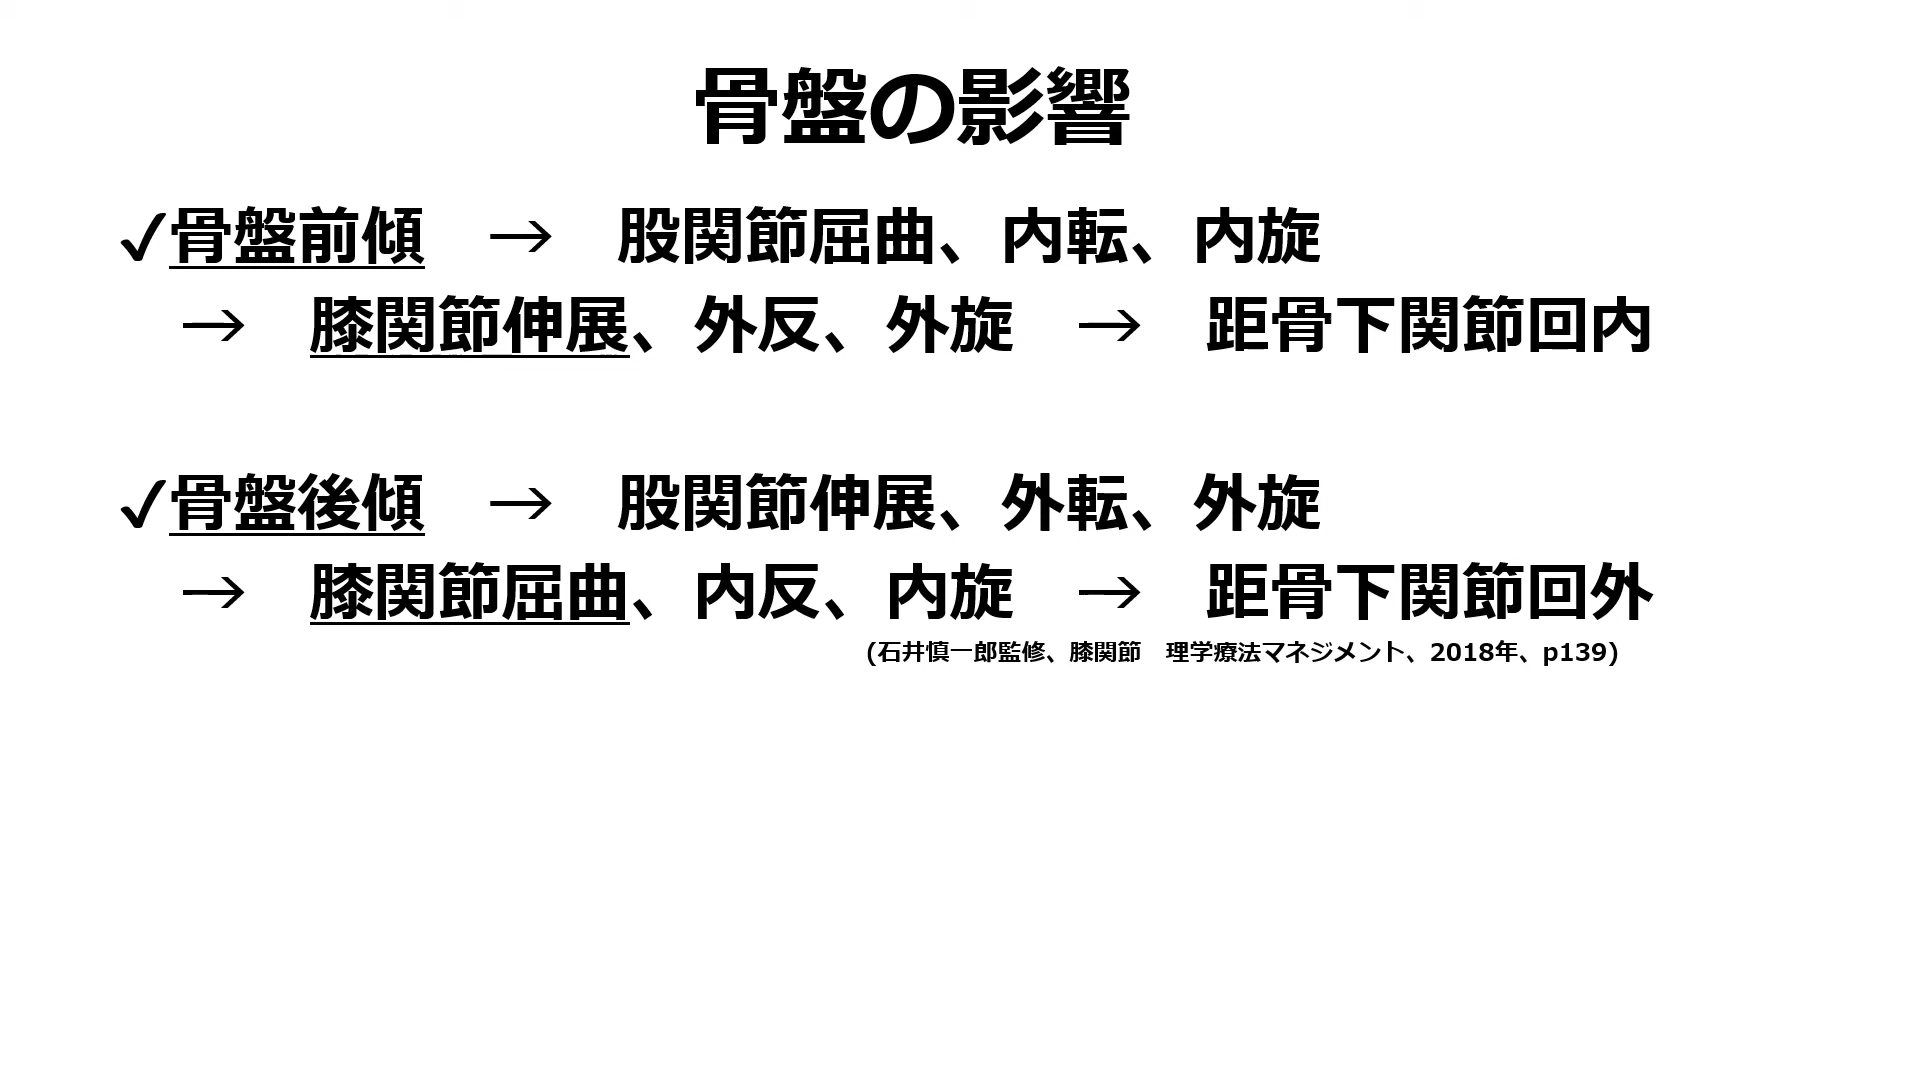 骨盤の影響
✓骨盤前傾　→　股関節屈曲、内転、内旋
→　膝関節伸展、外反、外旋　→　距骨下関節回内
✓骨盤後傾　→　股関節伸展、外転、外旋
→　膝関節屈曲、内反、内旋　→　距骨下関節回外
(石井慎一郎監修、膝関節　理学療法マネジメント、2018年、p139)